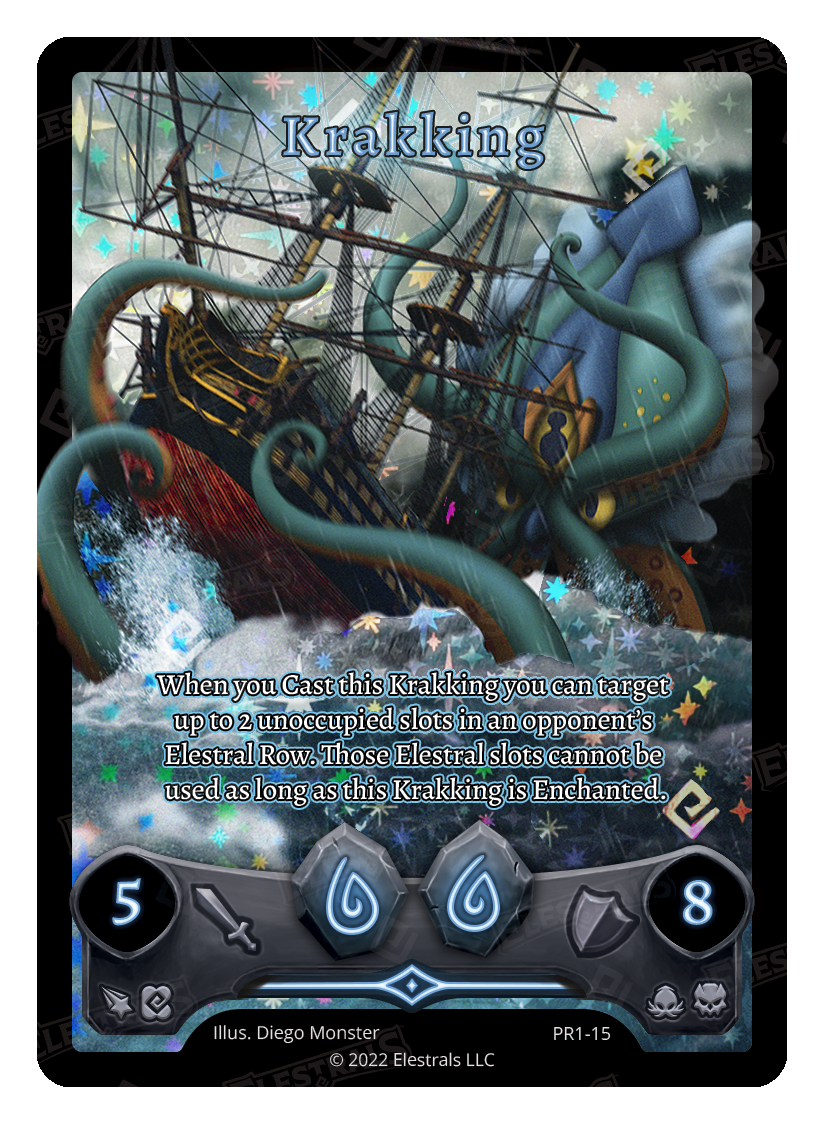 Krakking
When you Cast this Krakking you can target
up to 2 unoccupied slots in an opponent's
Elestral Row. Those Elestral slots cannot be
used as long as this Krakking is Enchanted.
5
8
Illus. Diego Monster
PR1-15
© 2022 Elestrals LLC